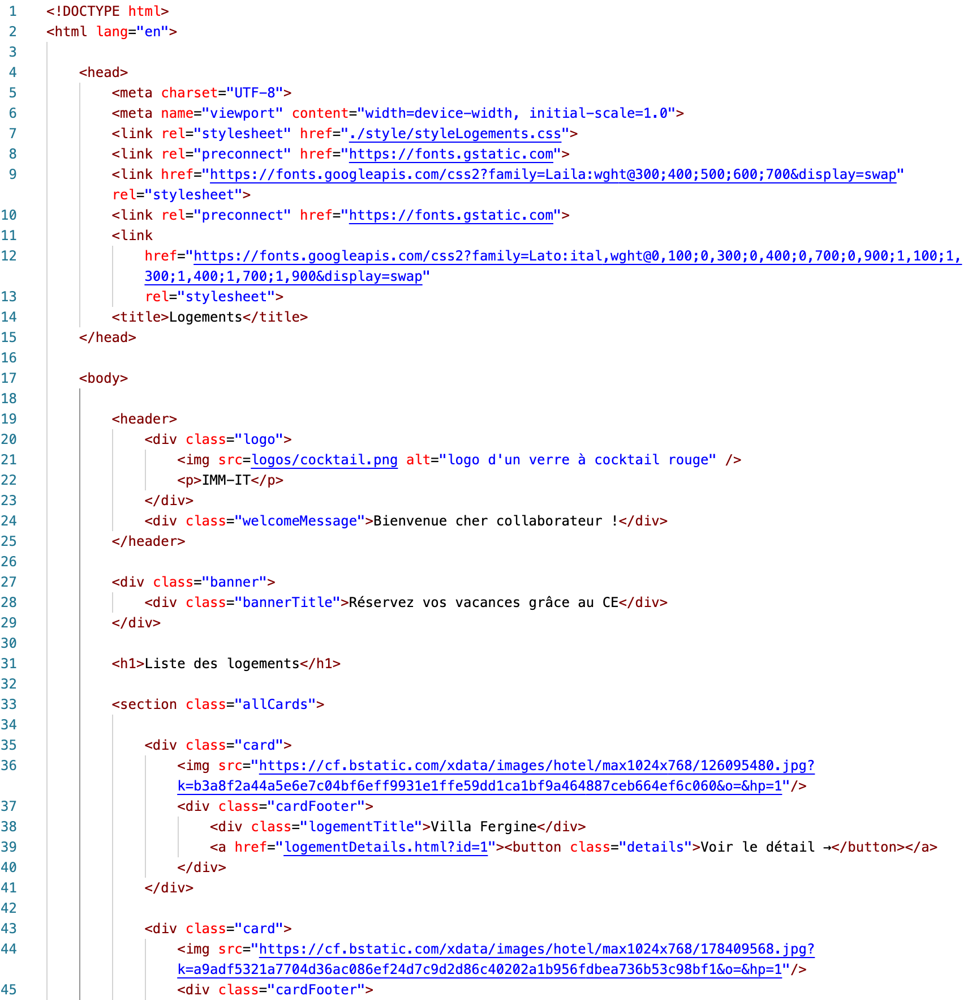 1 <!DOCTYPE html>
2 <html lang="en">
3
4 <head>
5 <meta charset="UTF-8">
6 <meta name="viewport" content="width=device-width, initial-scale=1.0">
7 <link rel="stylesheet" href="./style/styleLogements.css">
8 <link rel="preconnect" href="https://fonts.gstatic.com">
9 <link href="https://fonts.googleapis.com/css2?family=Laila:wght@300;400;500;600;700&display=swap"
rel="stylesheet">
10 <link rel="preconnect" href="https://fonts.gstatic.com">
11 <link
12 href="https://fonts.googleapis.com/css2?family=Lato:ital,wght@0,100;0,300;0,400;0,700;0,900;1,100;1,
300;1,400;1,700;1,900&display=swap"
13 rel="stylesheet">
14 <title>Logements</title>
15 </head>
16
17 <body>
18
19 <header>
20 <div class="logo">
21 <img src=logos/cocktail.png alt="logo d'un verre à cocktail rouge" />
22 <p>IMM-IT</p>
23 </div>
24 <div class="welcomeMessage">Bienvenue cher collaborateur !</div>
25 </header>
26
27 <div class="banner">
28 <div class="bannerTitle">Réservez vos vacances grâce au CE</div>
29 </div>
30
31 <h1>Liste des logements</h1>
32
33 <section class="allCards">
34
35 <div class="card">
36 <img src="https://cf.bstatic.com/xdata/images/hotel/max1024x768/126095480.jpg?
k=b3a8f2a44a5e6e7c04bf6eff9931e1ffe59dd1ca1bf9a464887ceb664ef6c060&o=&hp=1"/>
37 <div class="cardFooter">
38 <div class="logementTitle">Villa Fergine</div>
39 <a href="logementDetails.html?id=1"><button class="details">Voir le détail →</button></a>
40 </div>
41 </div>
42
43 <div class="card">
44 <img src="https://cf.bstatic.com/xdata/images/hotel/max1024x768/178409568.jpg?
k=a9adf5321a7704d36ac086ef24d7c9d2d86c40202a1b956fdbea736b53c98bf1&o=&hp=1"/>
45 <div class="cardFooter">